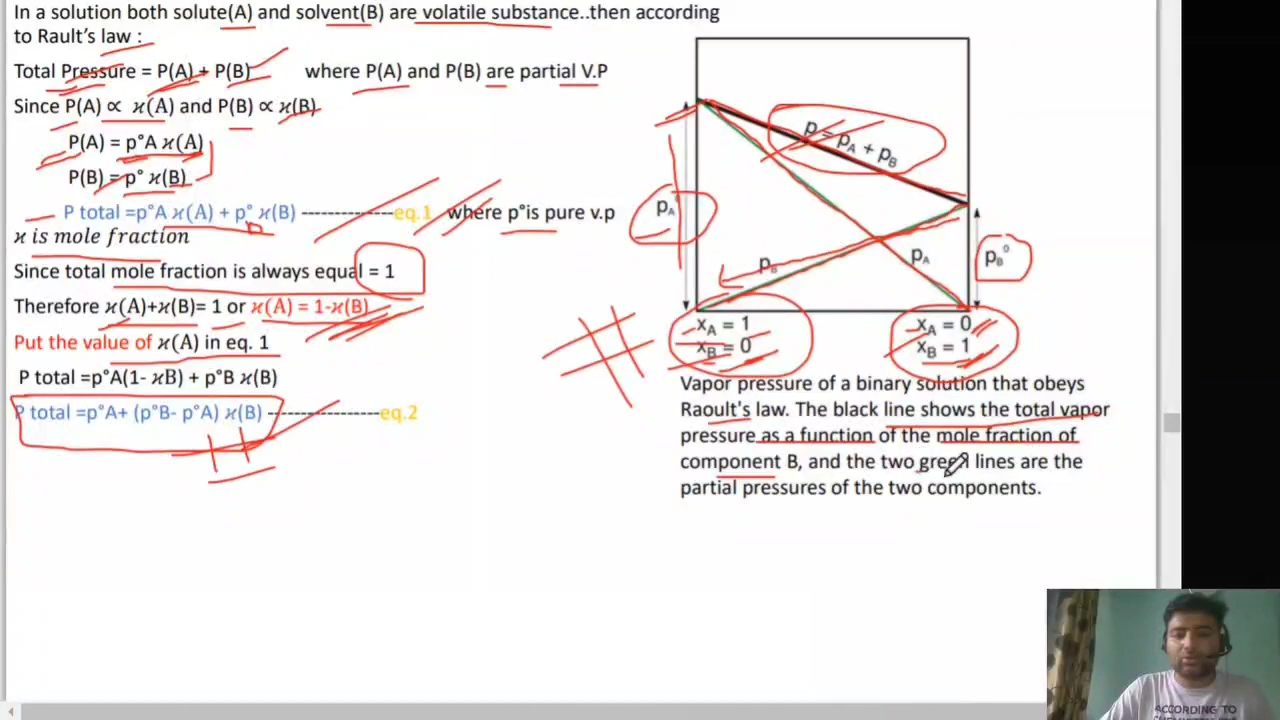 In a solution both solute(A) and solvent(B) are volatile substance..then according
to Rault's law :
Total Pressure = P(A) + P(B) where P(A) and P(B) are partial V.P
Since P(A) ∝ ϰ(A) and P(B) ∝ ϰ(B)
P(A) = p°A ϰ(A)
P(B) = p° ϰ(B)
P total =p°A ϰ(A) + p° ϰ(B) ---------------eq.1 where p°is pure v.p
ϰ is mole fraction
Since total mole fraction is always equal = 1
Therefore ϰ(A)+ϰ(B)= 1 or ϰ(A) = 1-ϰ(B)
Put the value of ϰ(A) in eq. 1
P total =p°A(1- ϰB) + p°B ϰ(B)
P total =p°A+ (p°B- p°A) ϰ(B) ------------------eq.2
p = pA + pB
pA
pB
pA
pB°
xA = 1
xB = 0
xA = 0
xB = 1
Vapor pressure of a binary solution that obeys
Raoult's law. The black line shows the total vapor
pressure as a function of the mole fraction of
component B, and the two green lines are the
partial pressures of the two components.
ACCORDING TO